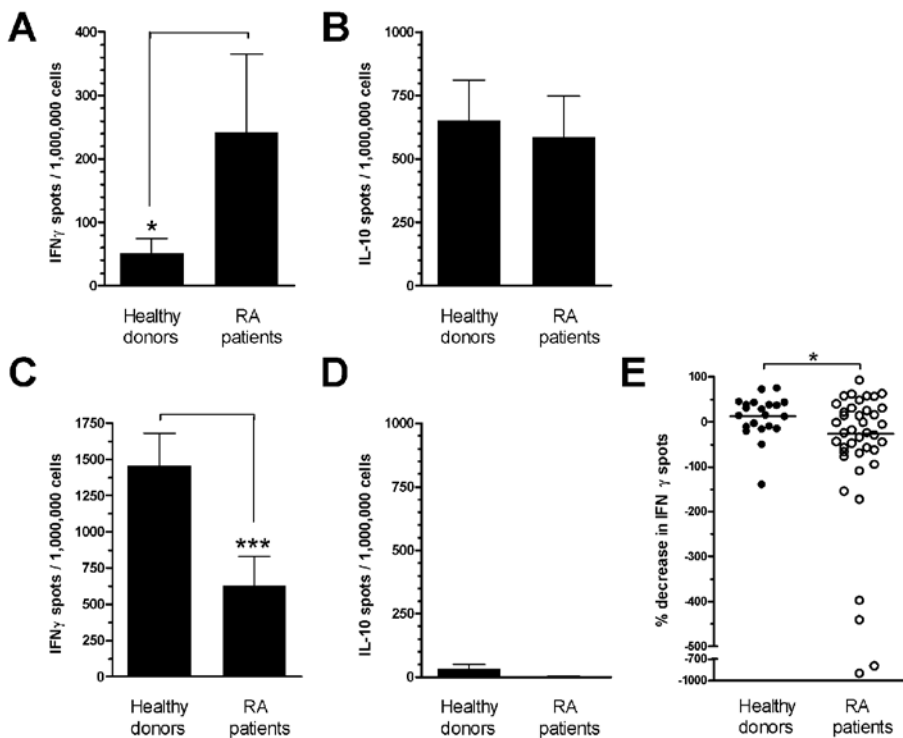 A
IFNγ spots / 1,000,000 cells
400
300
200
100
0
*
Healthy
donors
RA
patients
B
IL-10 spots / 1,000,000 cells
1000
750
500
250
0
Healthy
donors
RA
patients
C
IFNγ spots / 1,000,000 cells
1750
1500
1250
1000
750
500
250
0
***
Healthy
donors
RA
patients
D
IL-10 spots / 1,000,000 cells
1000
750
500
250
0
Healthy
donors
RA
patients
E
% decrease in IFN γ spots
*
100
0
-100
-200
-300
-400
-500
-700
-1000
Healthy
donors
RA
patients